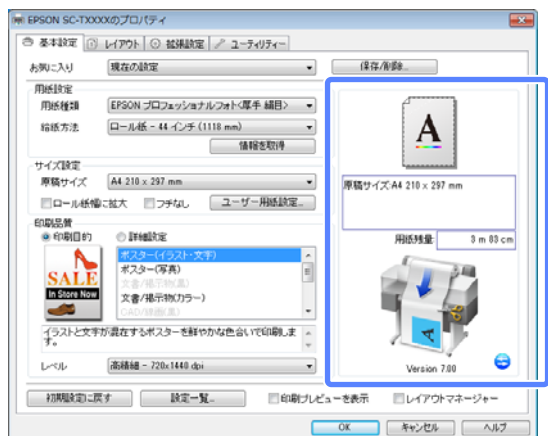 EPSON SC-TXXXXのプロパティ
基本設定 レイアウト 拡張設定 ユーティリティー
お気に入り 現在の設定 保存/削除...
用紙設定
用紙種類 EPSON プロフェッショナルフォト<厚手 絹目>
給紙方法 ロール紙 - 44 インチ (1118 mm)
情報を取得
サイズ設定
原稿サイズ A4 210 x 297 mm
ロール紙幅に拡大 フチなし ユーザー用紙設定...
印刷品質
印刷目的 詳細設定
ポスター(イラスト・文字)
ポスター(写真)
文書/掲示物(黒)
文書/掲示物(カラー)
CAD/線画(黒)
SALE
In Store Now
イラストと文字が混在するポスターを鮮やかな色合いで印刷します。
レベル 高精細 - 720x1440 dpi
A
原稿サイズ:A4 210 x 297 mm
用紙残量: 3 m 83 cm
A
Version 7.00
初期設定に戻す 設定一覧... 印刷プレビューを表示 レイアウトマネージャー
OK キャンセル ヘルプ